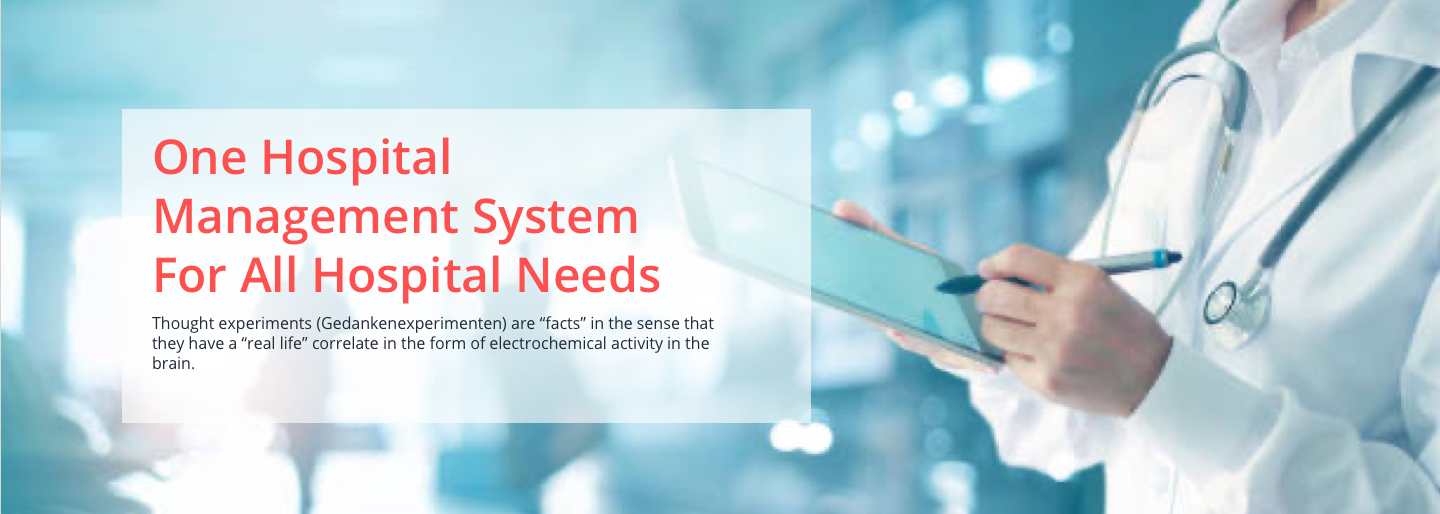 One Hospital
Management System
For All Hospital Needs
Thought experiments (Gedankenexperimenten) are “facts” in the sense that
they have a “real life” correlate in the form of electrochemical activity in the
brain.